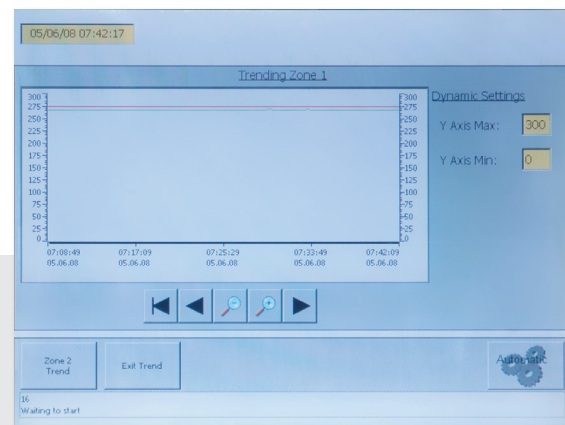 05/06/08 07:42:17
Trending Zone 1
Dynamic Settings
Y Axis Max: 300
Y Axis Min: 0
300 300
275 275
250 250
225 225
200 200
175 175
150 150
125 125
100 100
75 75
50 50
25 25
0 0
07:08:49 07:17:09 07:25:29 07:33:49 07:42:09
05.06.08 05.06.08 05.06.08 05.06.08 05.06.08
Zone 2
Trend
Exit Trend
Automatic
16
Waiting to start